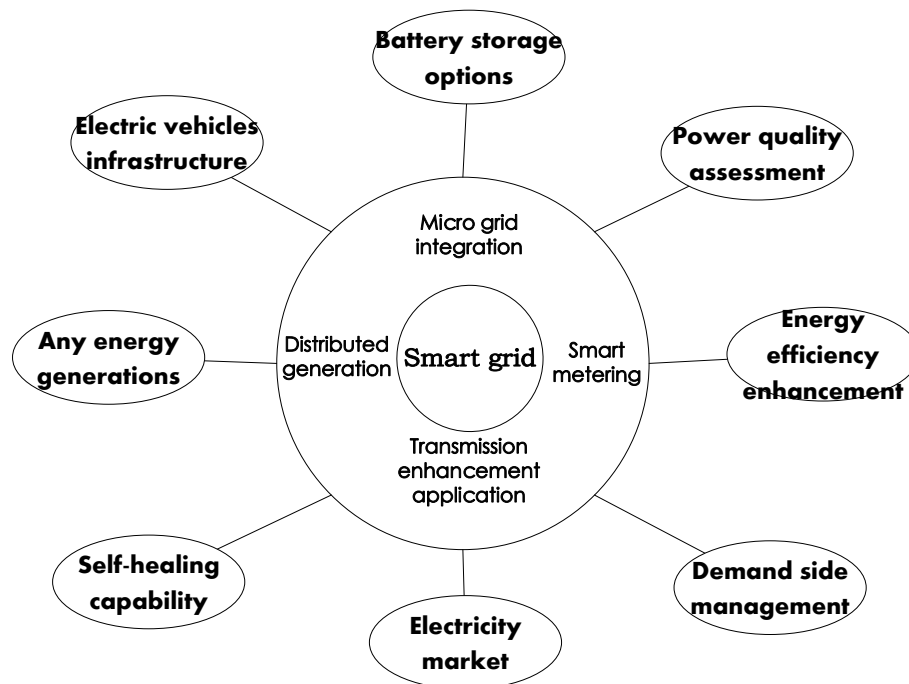 Battery storage
options
Electric vehicles
infrastructure
Power quality
assessment
Micro grid
integration
Any energy
generations
Distributed
generation
Smart grid
Smart
metering
Energy
efficiency
enhancement
Transmission
enhancement
application
Self-healing
capability
Electricity
market
Demand side
management